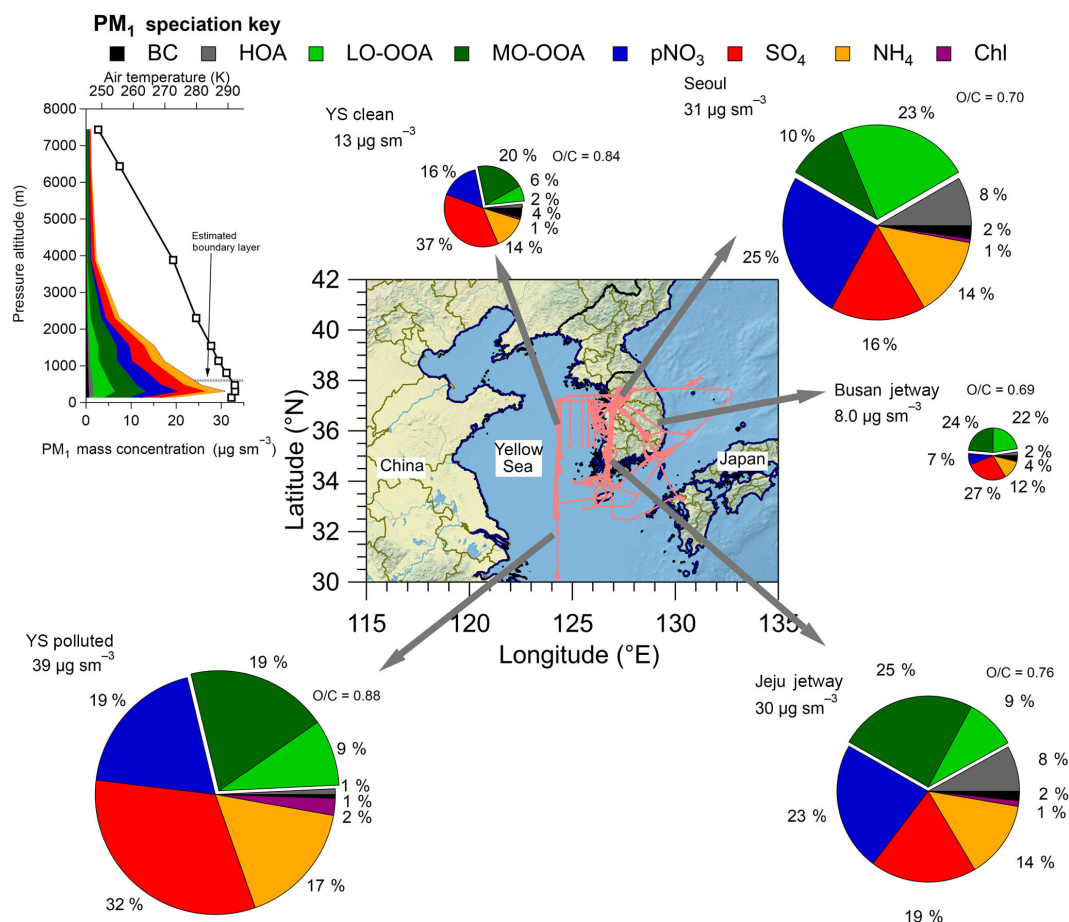 PM1 speciation key
BC HOA LO-OOA MO-OOA pNO3 SO4 NH4 Chl
Air temperature (K)
250 260 270 280 290
8000
7000
6000
5000
4000
3000
2000
1000
0
Pressure altitude (m)
Estimated
boundary layer
0 10 20 30
PM1 mass concentration (µg sm−3)
YS clean
13 µg sm−3
O/C = 0.84
20 %
6 %
2 %
4 %
1 %
14 %
37 %
16 %
Seoul
31 µg sm−3
O/C = 0.70
23 %
8 %
2 %
1 %
14 %
16 %
25 %
10 %
Busan jetway
8.0 µg sm−3
O/C = 0.69
24 %
22 %
2 %
4 %
12 %
27 %
7 %
42
40
38
36
34
32
30
Latitude (°N)
China
Yellow
Sea
Japan
115 120 125 130 135
Longitude (°E)
YS polluted
39 µg sm−3
O/C = 0.88
19 %
9 %
1 %
1 %
2 %
17 %
32 %
19 %
Jeju jetway
30 µg sm−3
O/C = 0.76
25 %
9 %
8 %
2 %
1 %
14 %
19 %
23 %